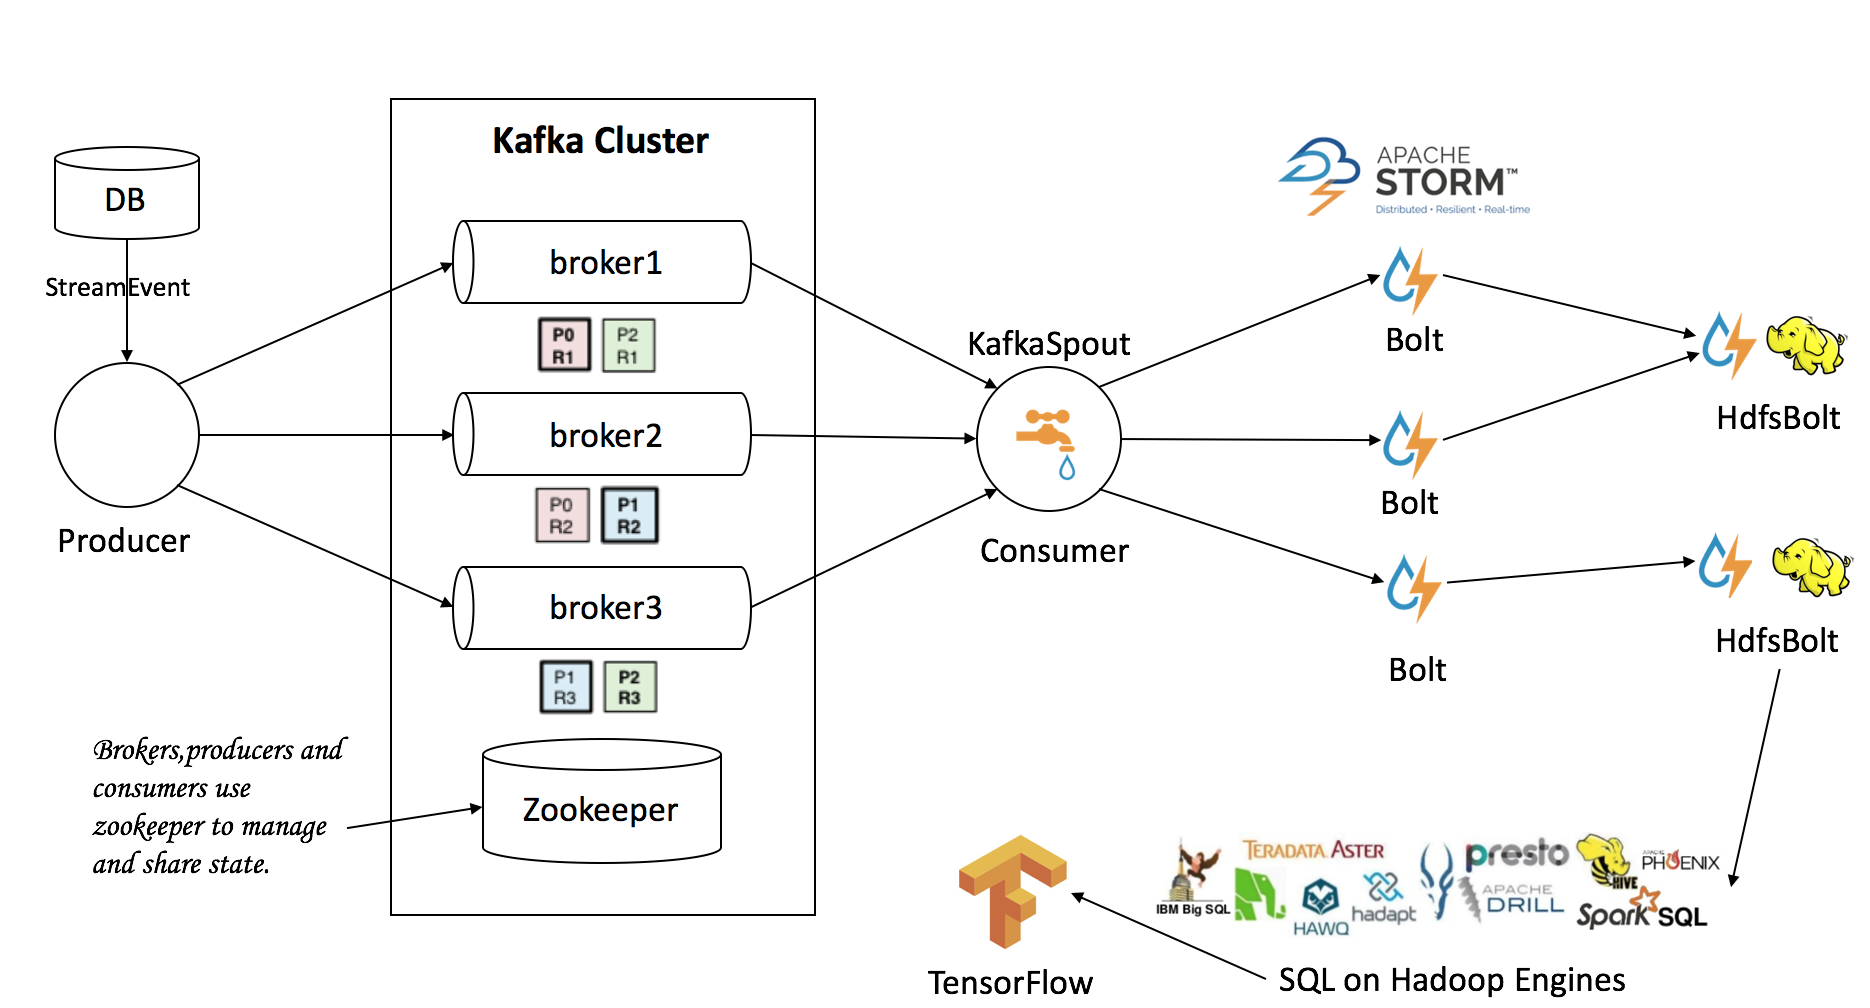 Kafka Cluster
DB
StreamEvent
Producer
broker1
P0 P2
R1 R1
broker2
P0 P1
R2 R2
broker3
P1 P2
R3 R3
Zookeeper
Brokers,producers and
consumers use
zookeeper to manage
and share state.
KafkaSpout
Consumer
APACHE
STORM™
Distributed • Resilient • Real-time
Bolt
Bolt
Bolt
HdfsBolt
HdfsBolt
TensorFlow
IBM Big SQL
TERADATA ASTER
HAWQ
hadapt
presto
APACHE
DRILL
HIVE
APACHE
PHOENIX
Spark SQL
SQL on Hadoop Engines